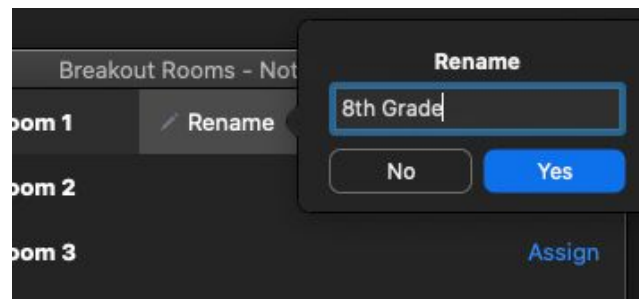 Breakout Rooms - Not
Rename
oom 1
Rename
8th Grade
No
Yes
oom 2
oom 3
Assign